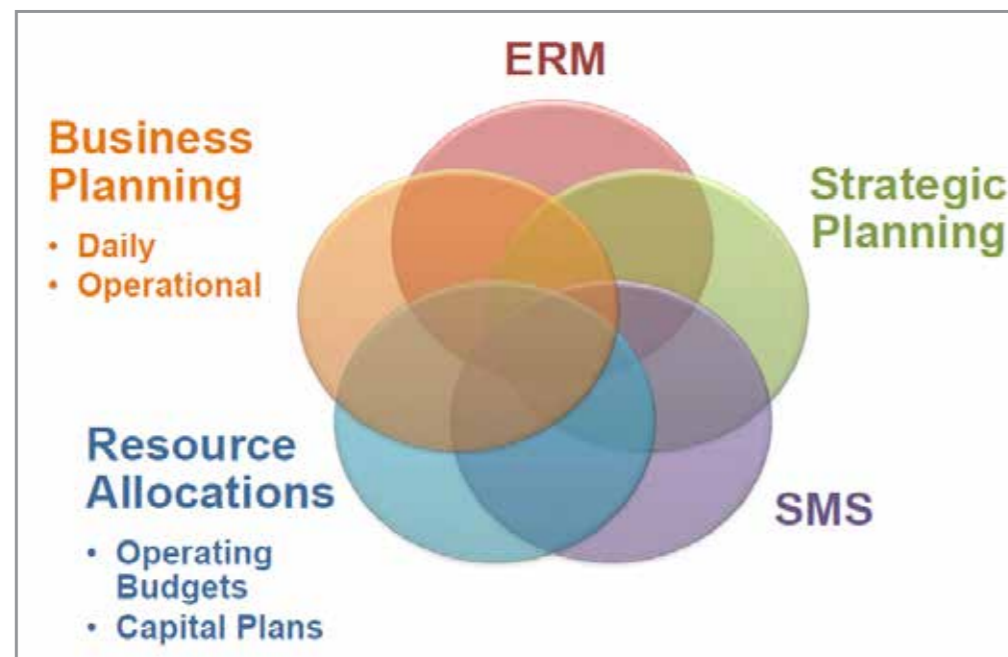 ERM
Business
Planning
• Daily
• Operational
Strategic
Planning
Resource
Allocations
• Operating
Budgets
• Capital Plans
SMS